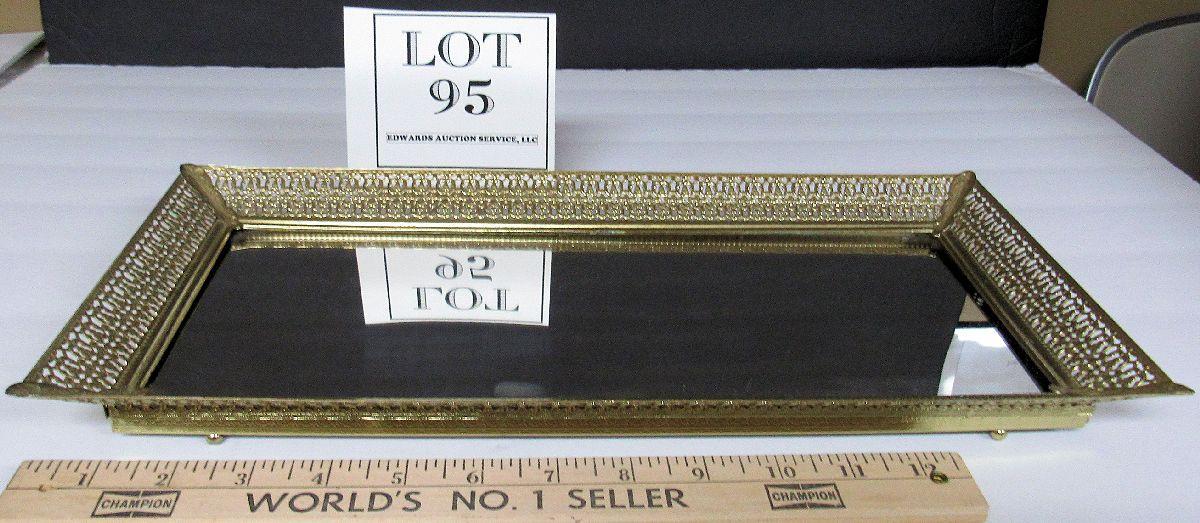 LOT
95
EDWARDS AUCTION SERVICE, LLC
95
LOT
1 2 3 4 5 6 7 8 9 10 11 12
CHAMPION WORLD'S NO. 1 SELLER CHAMPION